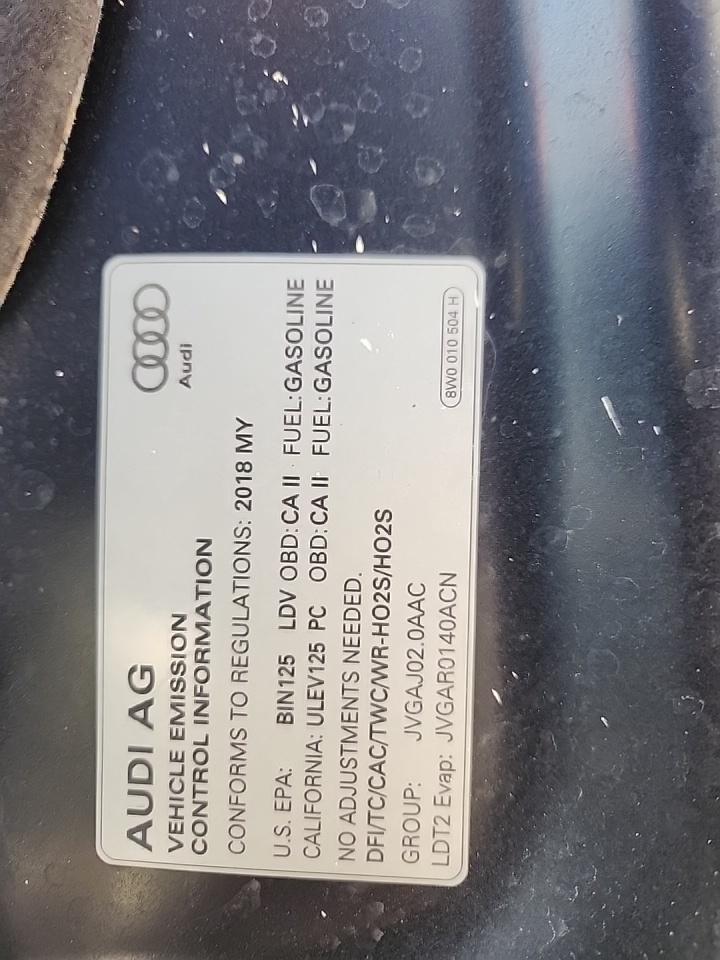 AUDI AG
Audi
VEHICLE EMISSION
CONTROL INFORMATION
CONFORMS TO REGULATIONS: 2018 MY
U.S. EPA: BIN125 LDV OBD: CA II FUEL: GASOLINE
CALIFORNIA: ULEV125 PC OBD: CA II FUEL: GASOLINE
NO ADJUSTMENTS NEEDED.
DFI/TC/CAC/TWC/WR-HO2S/HO2S
GROUP: JVGAJ02.0AAC
LDT2 Evap: JVGAR0140ACN
8W0 010 504 H